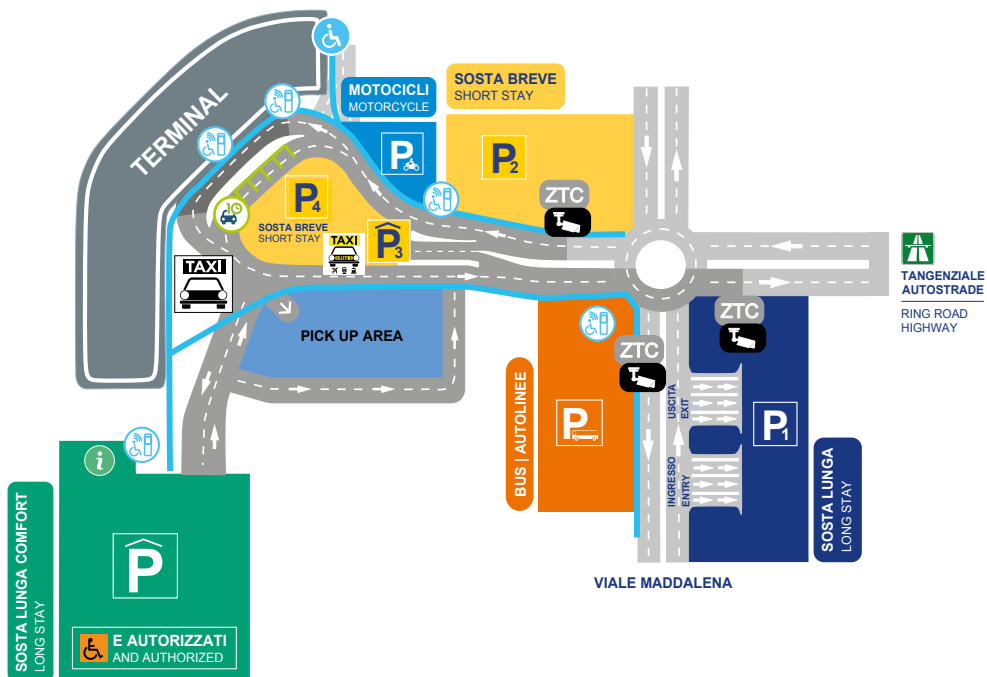 TERMINAL
MOTOCICLI
MOTORCYCLE
P
SOSTA BREVE
SHORT STAY
P2
ZTC
P4
SOSTA BREVE
SHORT STAY
TAXI
COLLETTIVO
P3
TAXI
PICK UP AREA
TANGENZIALE
AUTOSTRADE
RING ROAD
HIGHWAY
ZTC
ZTC
BUS | AUTOLINEE
P
USCITA
EXIT
INGRESSO
ENTRY
P1
SOSTA LUNGA
LONG STAY
VIALE MADDALENA
i
SOSTA LUNGA COMFORT
LONG STAY
P
E AUTORIZZATI
AND AUTHORIZED